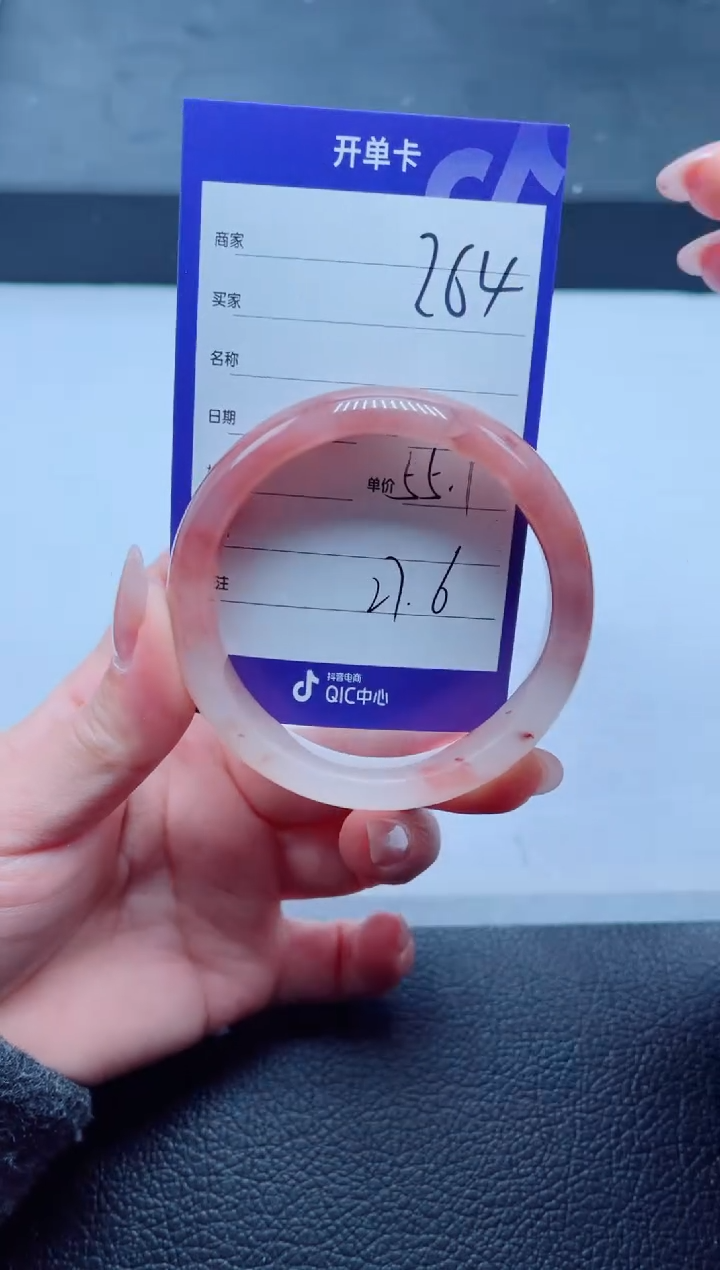 开单卡
商家
264
买家
名称
日期
单价 55.1
注 27.6
抖音电商
QIC中心